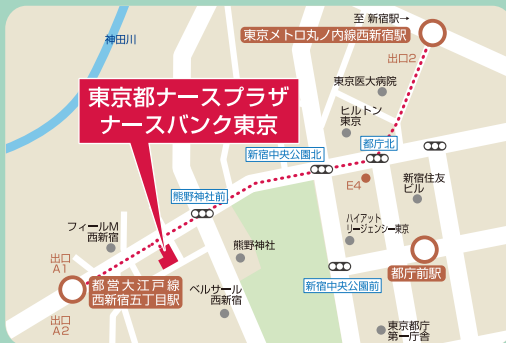 至 新宿駅→
東京メトロ丸ノ内線西新宿駅
神田川
出口2
東京医大病院
東京都ナースプラザ
ナースバンク東京
ヒルトン
東京
都庁北
新宿中央公園北
E4
新宿住友
ビル
熊野神社前
フィールM
西新宿
ハイアット
リージェンシー東京
熊野神社
出口
A1
都営大江戸線
西新宿五丁目駅
都庁前駅
新宿中央公園前
ベルサール
西新宿
出口
A2
東京都庁
第一庁舎